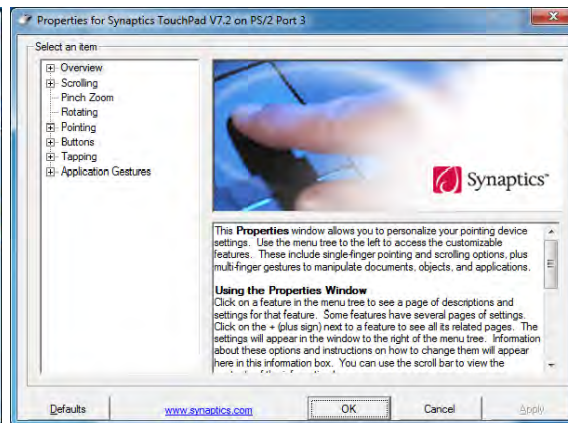 Properties for Synaptics TouchPad V7.2 on PS/2 Port 3
Select an item
Overview
Scrolling
Pinch Zoom
Rotating
Pointing
Buttons
Tapping
Application Gestures
Synaptics
This Properties window allows you to personalize your pointing device
settings. Use the menu tree to the left to access the customizable
features. These include single-finger pointing and scrolling options, plus
multi-finger gestures to manipulate documents, objects, and applications.
Using the Properties Window
Click on a feature in the menu tree to see a page of descriptions and
settings for that feature. Some features have several pages of settings.
Click on the + (plus sign) next to a feature to see all its related pages. The
settings will appear in the window to the right of the menu tree. Information
about these options and instructions on how to change them will appear
here in this information box. You can use the scroll bar to view the
Defaults
www.synaptics.com
OK
Cancel
Apply